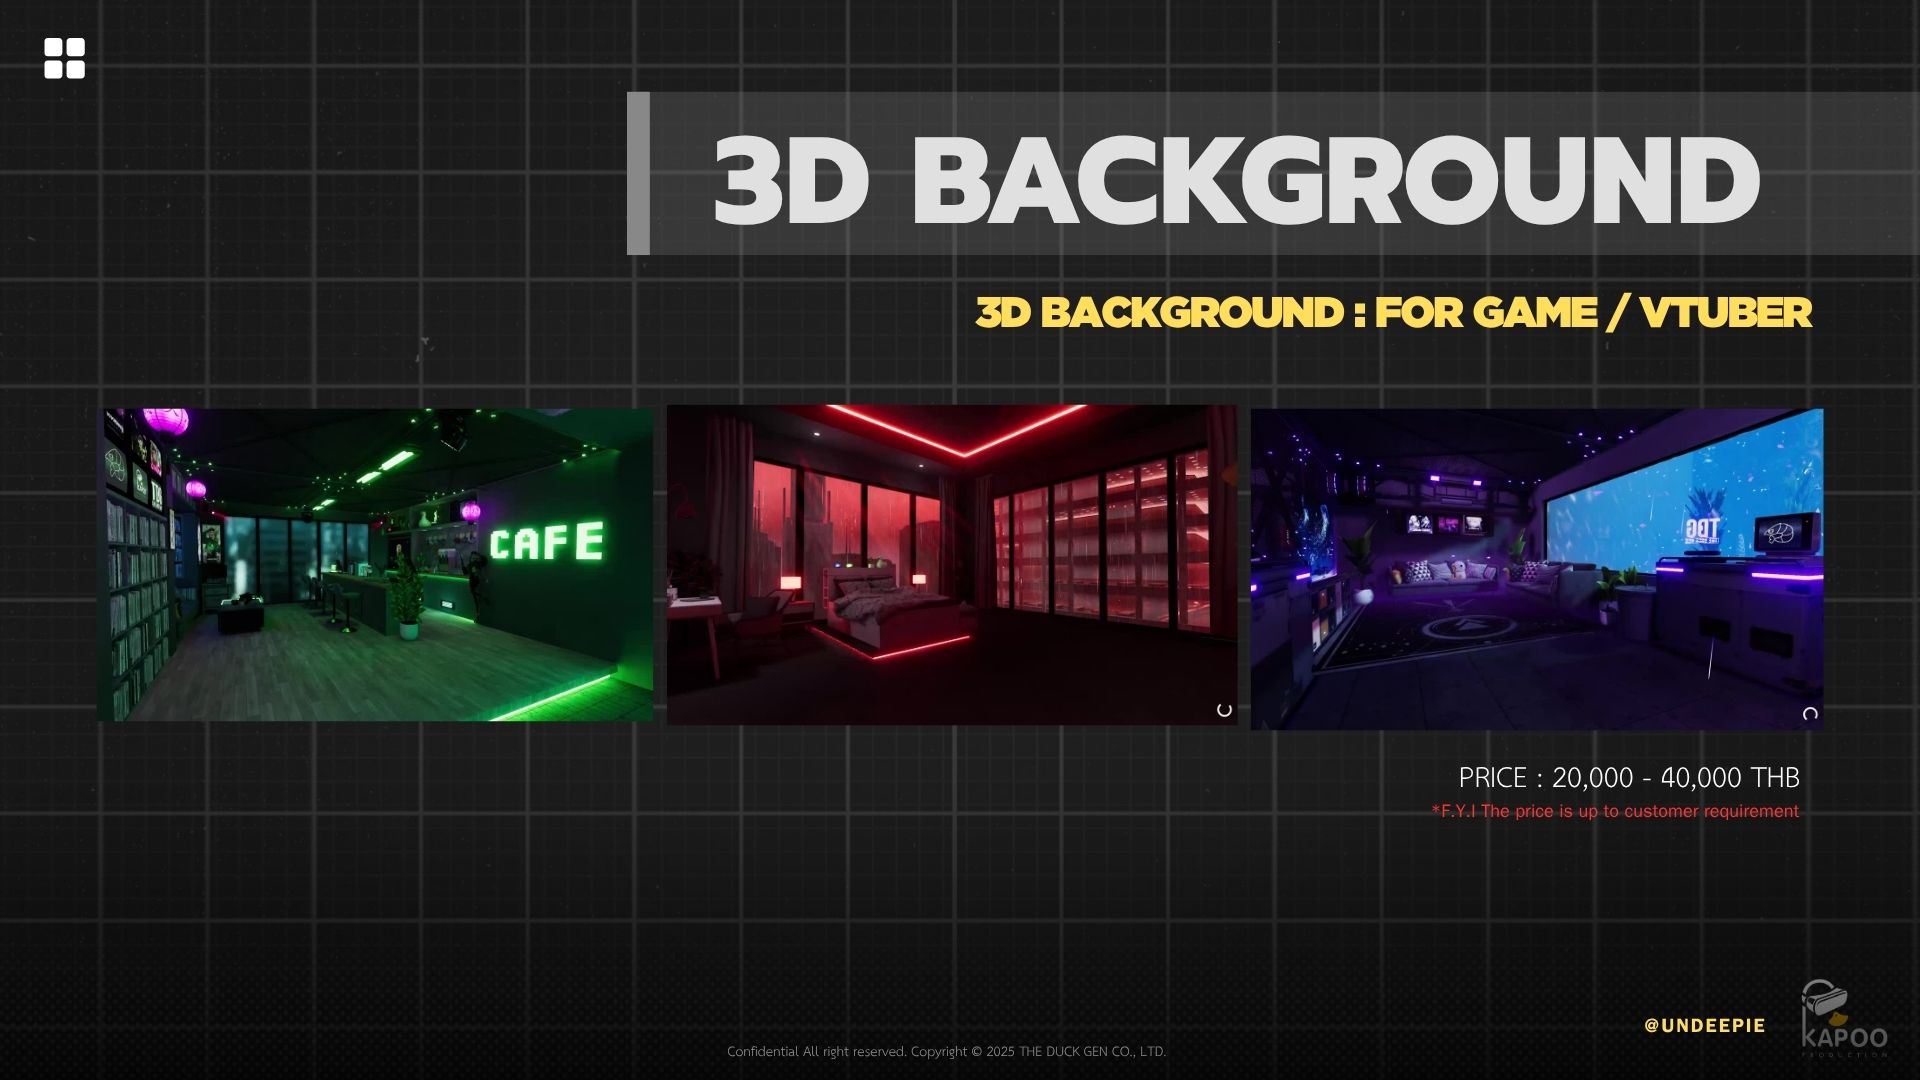 3D BACKGROUND
3D BACKGROUND : FOR GAME / VTUBER
CAFE
TDG
PRICE : 20,000 - 40,000 THB
*F.Y.I The price is up to customer requirement
@UNDEEPIE
KAPOO
PRODUCTION
Confidential All right reserved. Copyright © 2025 THE DUCK GEN CO., LTD.